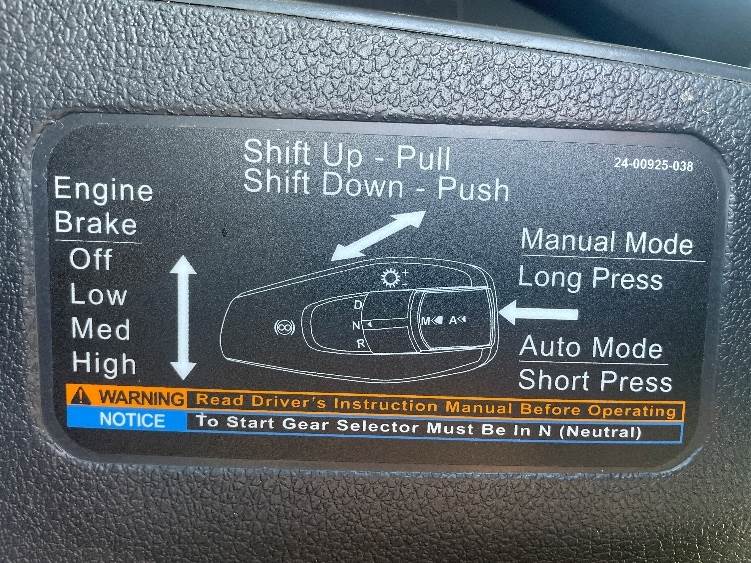 Shift Up - Pull
Shift Down - Push
24-00925-038
Engine
Brake
Off
Low
Med
High
D
N
R
M A
Manual Mode
Long Press
Auto Mode
Short Press
WARNING Read Driver's Instruction Manual Before Operating
NOTICE To Start Gear Selector Must Be In N (Neutral)